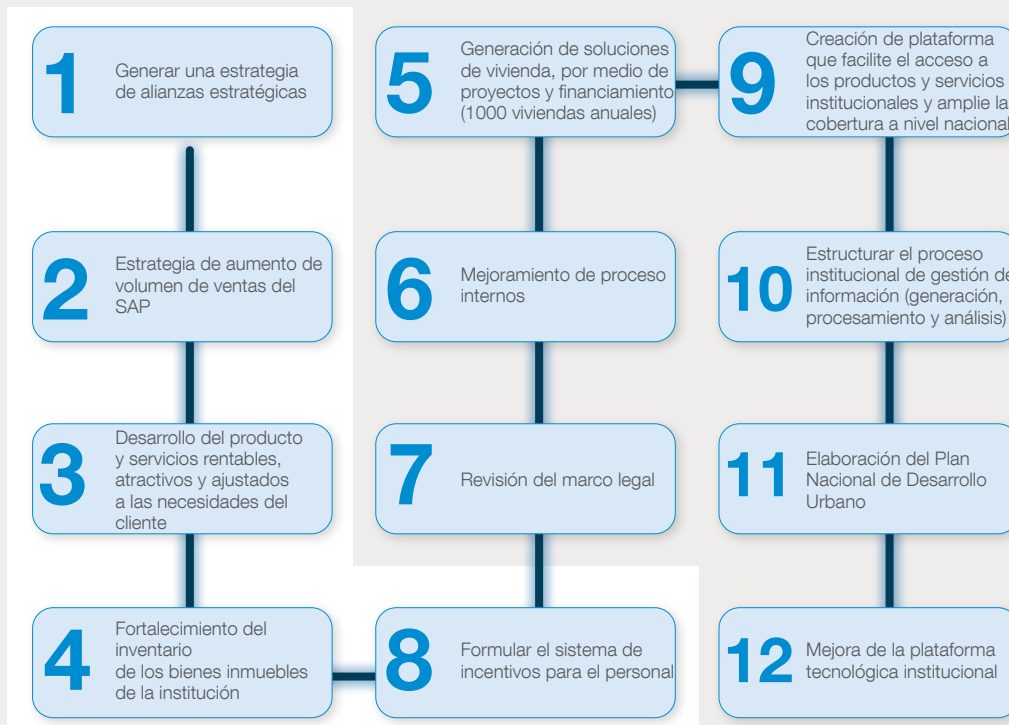 1
Generar una estrategia
de alianzas estratégicas
2
Estrategia de aumento de
volumen de ventas del
SAP
3
Desarrollo del producto
y servicios rentables,
atractivos y ajustados
a las necesidades del
cliente
4
Fortalecimiento del
inventario
de los bienes inmuebles
de la institución
5
Generación de soluciones
de vivienda, por medio de
proyectos y financiamiento
(1000 viviendas anuales)
6
Mejoramiento de proceso
internos
7
Revisión del marco legal
8
Formular el sistema de
incentivos para el personal
9
Creación de plataforma
que facilite el acceso a
los productos y servicios
institucionales y amplie la
cobertura a nivel nacional
10
Estructurar el proceso
institucional de gestión de
información (generación,
procesamiento y análisis)
11
Elaboración del Plan
Nacional de Desarrollo
Urbano
12
Mejora de la plataforma
tecnológica institucional